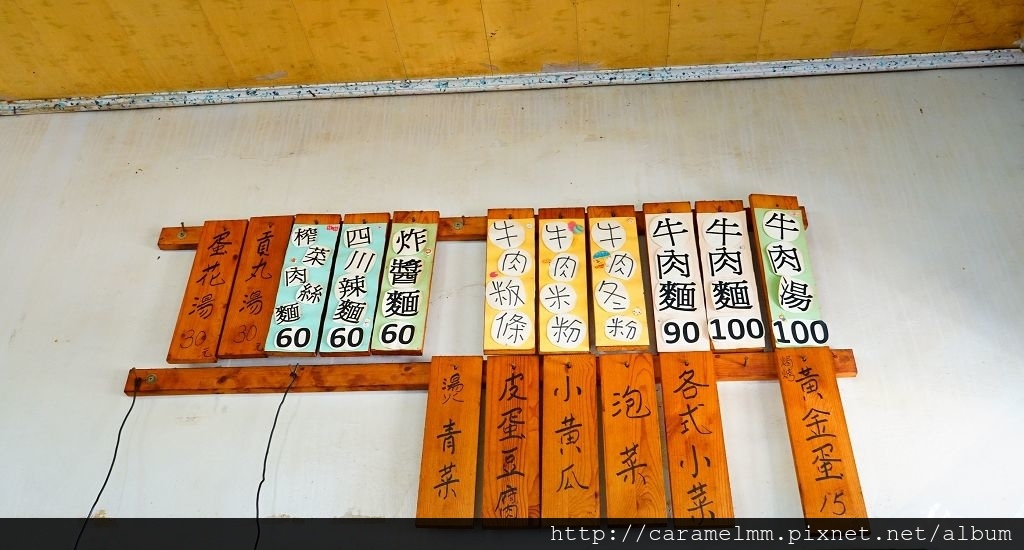 牛肉湯 100
牛肉麵 100
牛肉麵 90
牛肉冬粉
牛肉米粉
牛肉粄條
炸醬麵 60
四川辣麵 60
榨菜肉絲麵 60
貢丸湯 30
蛋花湯 30元
黃金蛋 15
各式小菜
泡菜
小黃瓜
皮蛋豆腐
燙青菜
http://caramelmm.pixnet.net/album